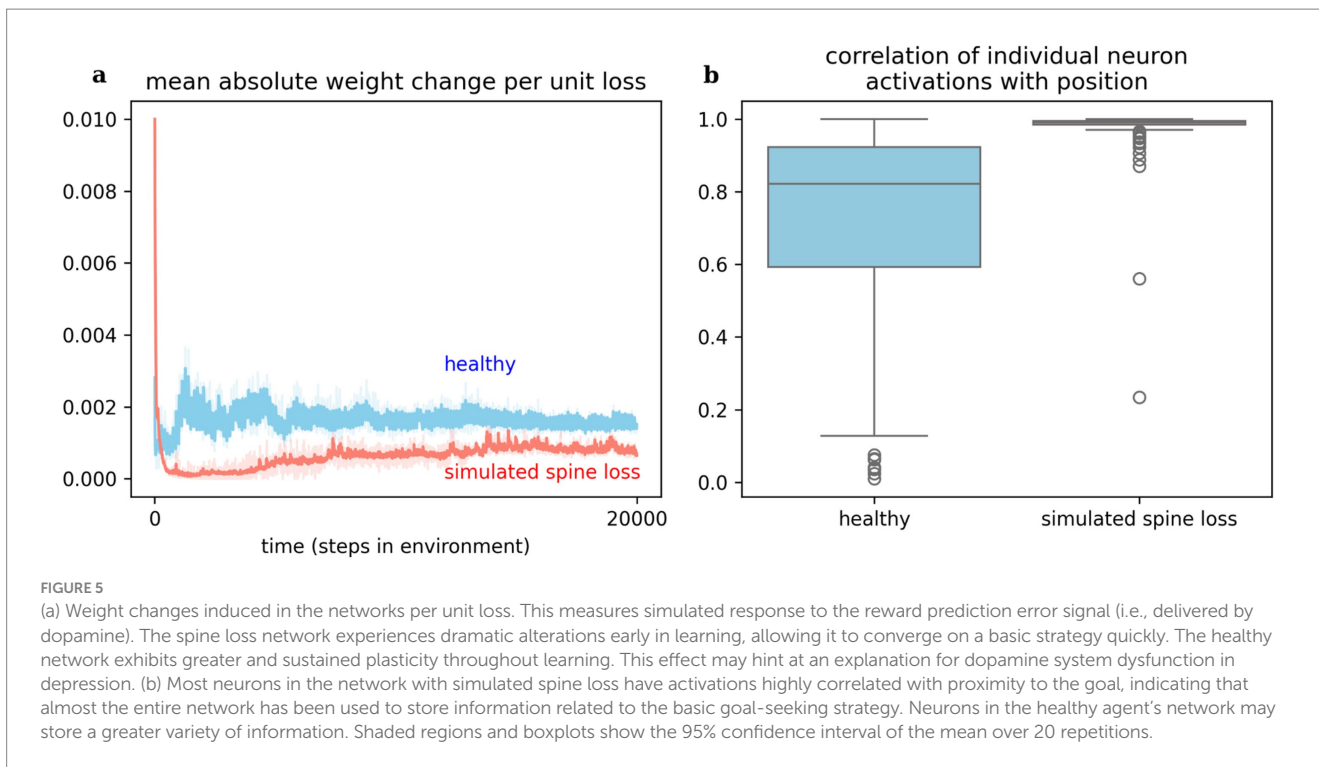 a
mean absolute weight change per unit loss
0.010
0.008
0.006
0.004
0.002
0.000
healthy
simulated spine loss
0
20000
time (steps in environment)
b
correlation of individual neuron
activations with position
1.0
0.8
0.6
0.4
0.2
0.0
healthy
simulated spine loss
FIGURE 5
(a) Weight changes induced in the networks per unit loss. This measures simulated response to the reward prediction error signal (i.e., delivered by
dopamine). The spine loss network experiences dramatic alterations early in learning, allowing it to converge on a basic strategy quickly. The healthy
network exhibits greater and sustained plasticity throughout learning. This effect may hint at an explanation for dopamine system dysfunction in
depression. (b) Most neurons in the network with simulated spine loss have activations highly correlated with proximity to the goal, indicating that
almost the entire network has been used to store information related to the basic goal-seeking strategy. Neurons in the healthy agent's network may
store a greater variety of information. Shaded regions and boxplots show the 95% confidence interval of the mean over 20 repetitions.